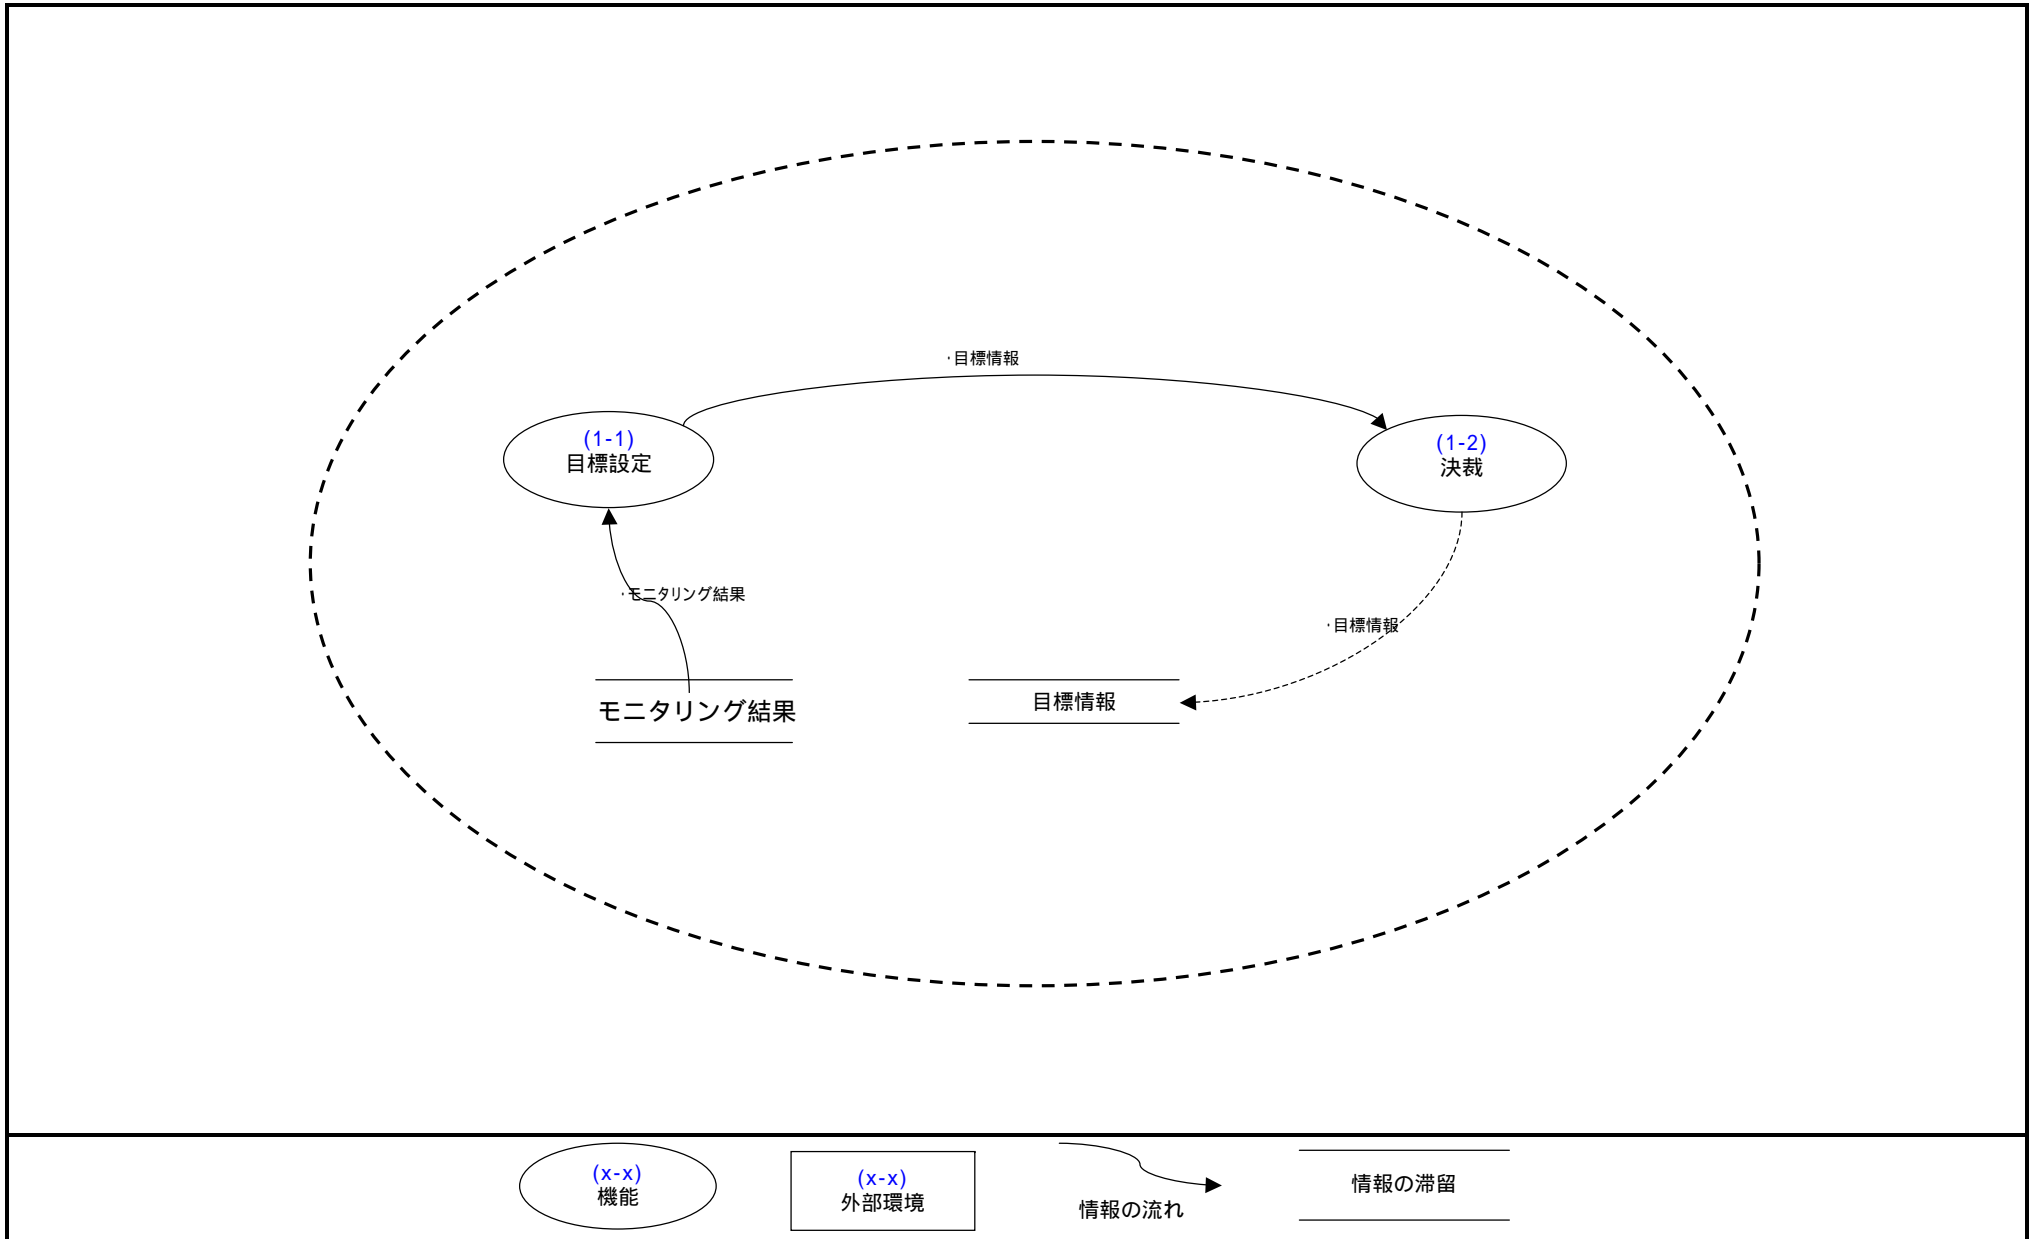 ・目標情報
(1-1)
目標設定
(1-2)
決裁
・モニタリング結果
・目標情報
モニタリング結果
目標情報
(x-x)
機能
(x-x)
外部環境
情報の流れ
情報の滞留